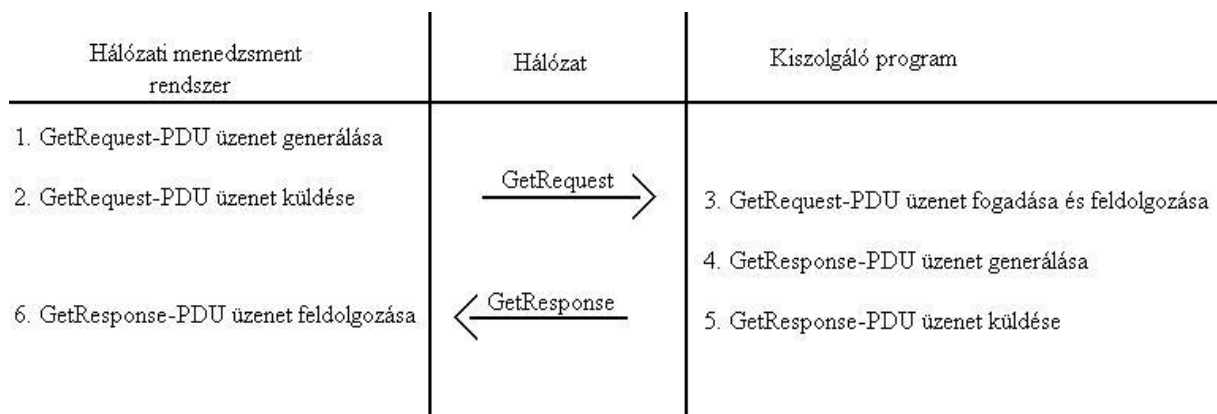 Hálózati menedzsment
rendszer
Hálózat
Kiszolgáló program
1. GetRequest-PDU üzenet generálása
2. GetRequest-PDU üzenet küldése
GetRequest
3. GetRequest-PDU üzenet fogadása és feldolgozása
4. GetResponse-PDU üzenet generálása
5. GetResponse-PDU üzenet küldése
GetResponse
6. GetResponse-PDU üzenet feldolgozása